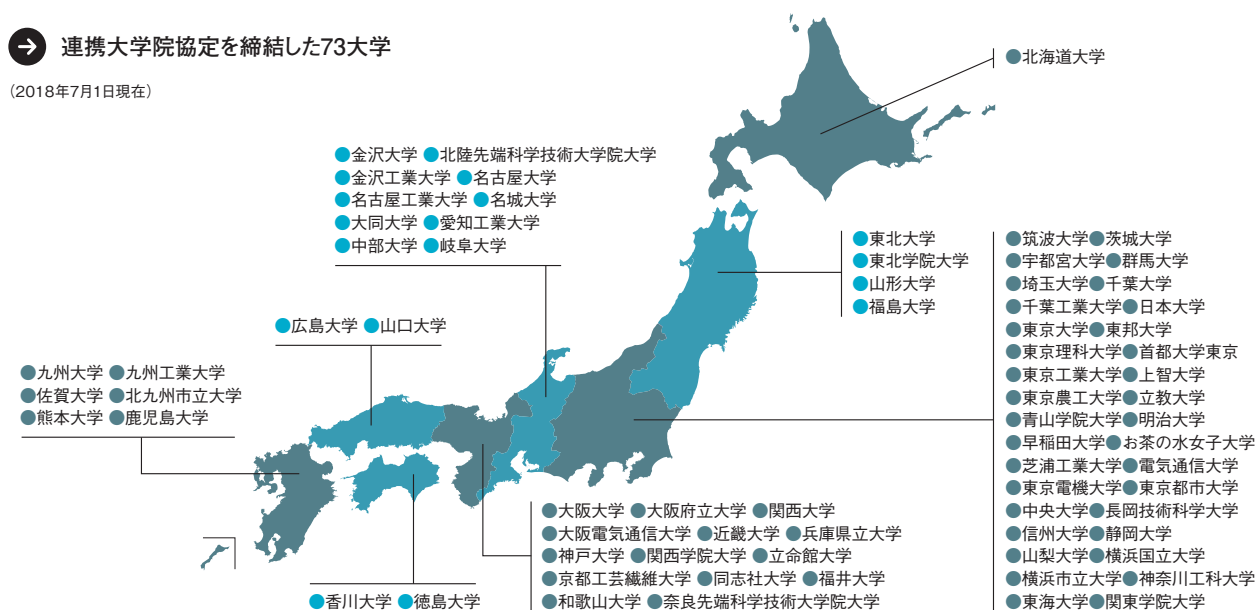 連携大学院協定を締結した73大学
(2018年7月1日現在)
●北海道大学
●金沢大学 ●北陸先端科学技術大学院大学
●金沢工業大学 ●名古屋大学
●名古屋工業大学 ●名城大学
●大同大学 ●愛知工業大学
●中部大学 ●岐阜大学
●東北大学
●東北学院大学
●山形大学
●福島大学
●筑波大学●茨城大学
●宇都宮大学●群馬大学
●埼玉大学●千葉大学
●千葉工業大学●日本大学
●東京大学●東邦大学
●東京理科大学●首都大学東京
●東京工業大学●上智大学
●東京農工大学●立教大学
●青山学院大学●明治大学
●早稲田大学●お茶の水女子大学
●芝浦工業大学●電気通信大学
●東京電機大学●東京都市大学
●中央大学●長岡技術科学大学
●信州大学●静岡大学
●山梨大学●横浜国立大学
●横浜市立大学●神奈川工科大学
●東海大学●関東学院大学
●広島大学 ●山口大学
●九州大学 ●九州工業大学
●佐賀大学 ●北九州市立大学
●熊本大学 ●鹿児島大学
●大阪大学 ●大阪府立大学 ●関西大学
●大阪電気通信大学 ●近畿大学 ●兵庫県立大学
●神戸大学 ●関西学院大学 ●立命館大学
●京都工芸繊維大学 ●同志社大学 ●福井大学
●和歌山大学 ●奈良先端科学技術大学院大学
●香川大学 ●徳島大学